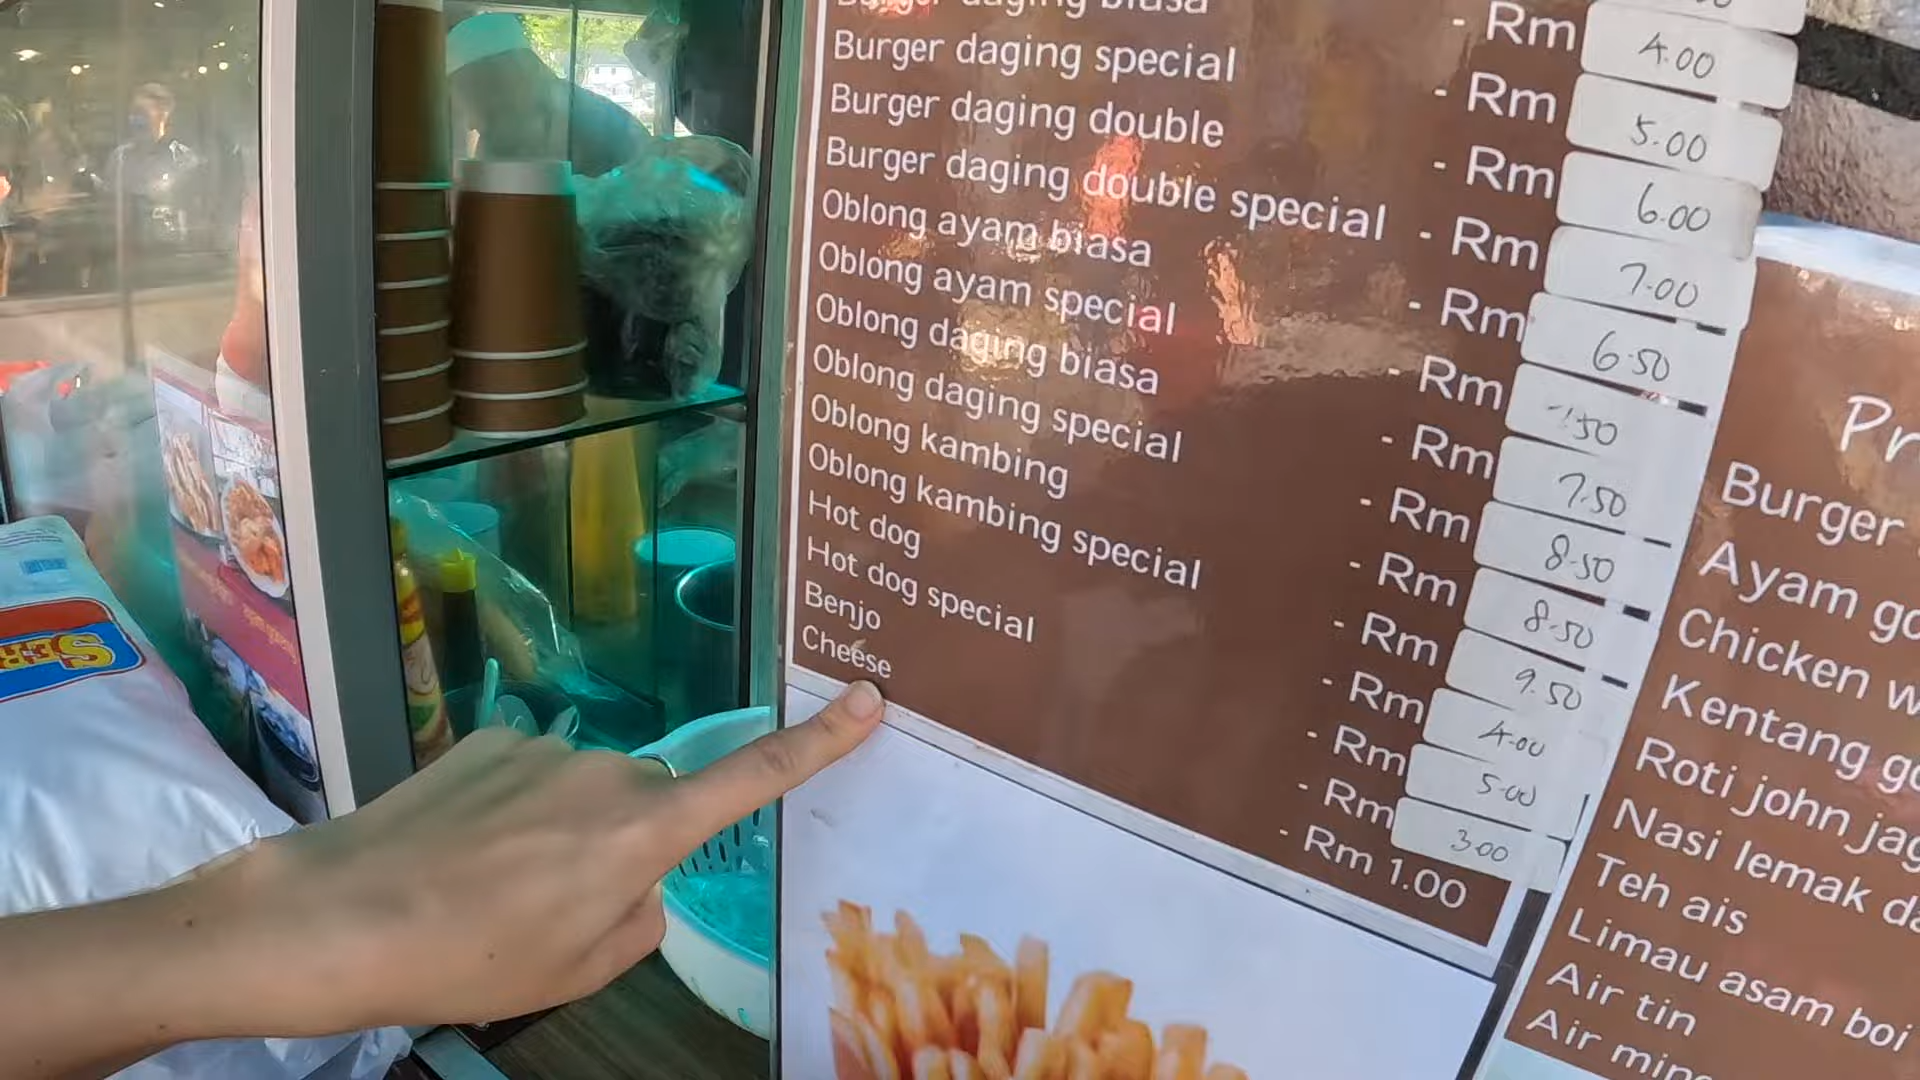 Burger daging biasa - Rm 4.00
Burger daging special - Rm 5.00
Burger daging double - Rm 6.00
Burger daging double special - Rm 7.00
Oblong ayam biasa - Rm 6.50
Oblong ayam special - Rm
Oblong daging biasa - Rm 7.50
Oblong daging special - Rm 8.50
Oblong kambing - Rm 8.50
Oblong kambing special - Rm 9.50
Hot dog - Rm 4.00
Hot dog special - Rm 5.00
Benjo - Rm 3.00
Cheese - Rm 1.00
Burger
Ayam
Chicken
Kentang
Roti john
Nasi lemak
Teh ais
Limau asam boi
Air tin
Air